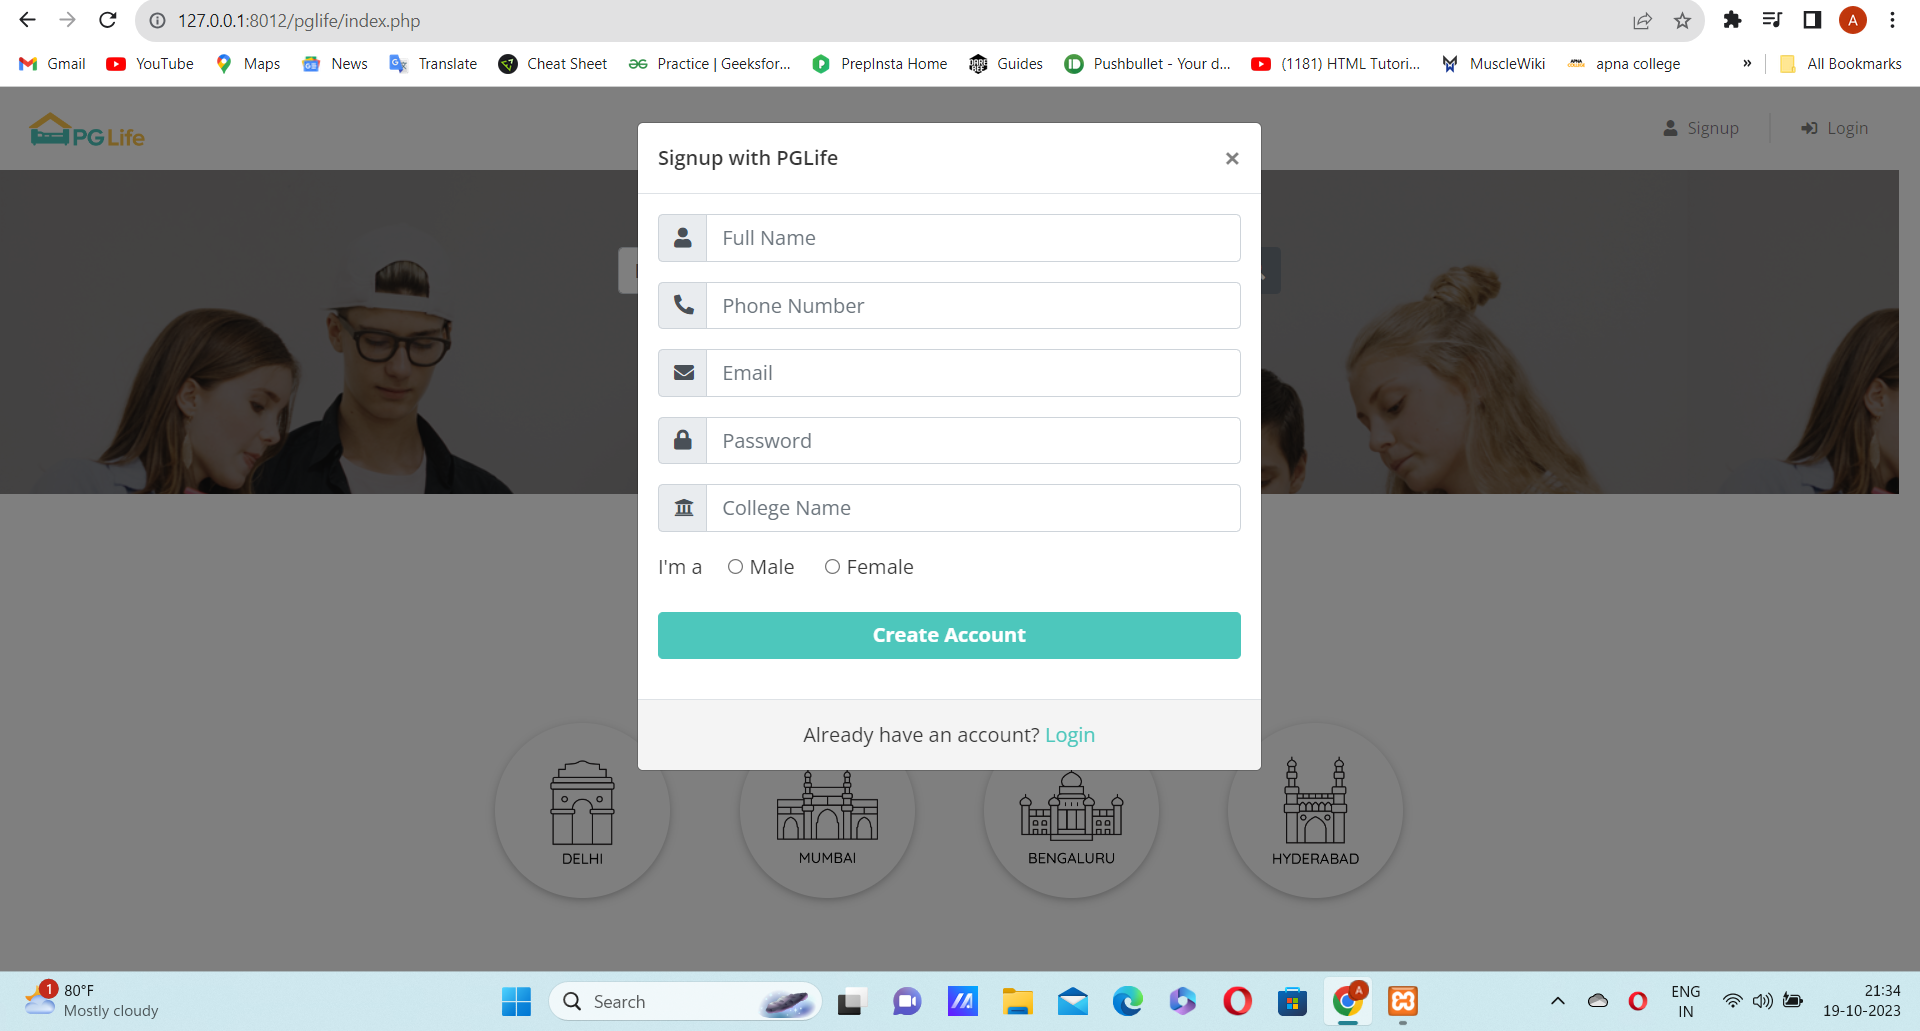 127.0.0.1:8012/pglife/index.php
A
Gmail
YouTube
Maps
News
Translate
Cheat Sheet
Practice | Geeksfor...
PrepInsta Home
Guides
Pushbullet - Your d...
(1181) HTML Tutori...
MuscleWiki
apna college
»
All Bookmarks
PG Life
Signup
Login
Signup with PGLife
×
Full Name
Phone Number
Email
Password
College Name
I'm a Male Female
Create Account
Already have an account? Login
DELHI
MUMBAI
BENGALURU
HYDERABAD
1
80°F
Mostly cloudy
Search
A
ENG
IN
21:34
19-10-2023